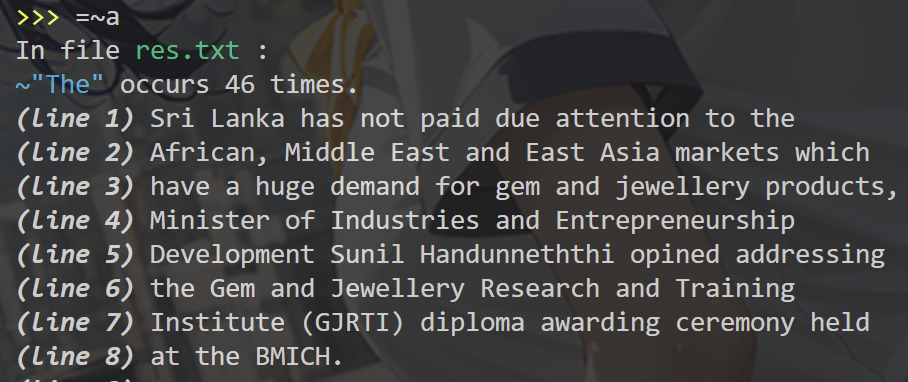 >>> =~a
In file res.txt :
~"The" occurs 46 times.
(line 1) Sri Lanka has not paid due attention to the
(line 2) African, Middle East and East Asia markets which
(line 3) have a huge demand for gem and jewellery products,
(line 4) Minister of Industries and Entrepreneurship
(line 5) Development Sunil Handunneththi opined addressing
(line 6) the Gem and Jewellery Research and Training
(line 7) Institute (GJRTI) diploma awarding ceremony held
(line 8) at the BMICH.